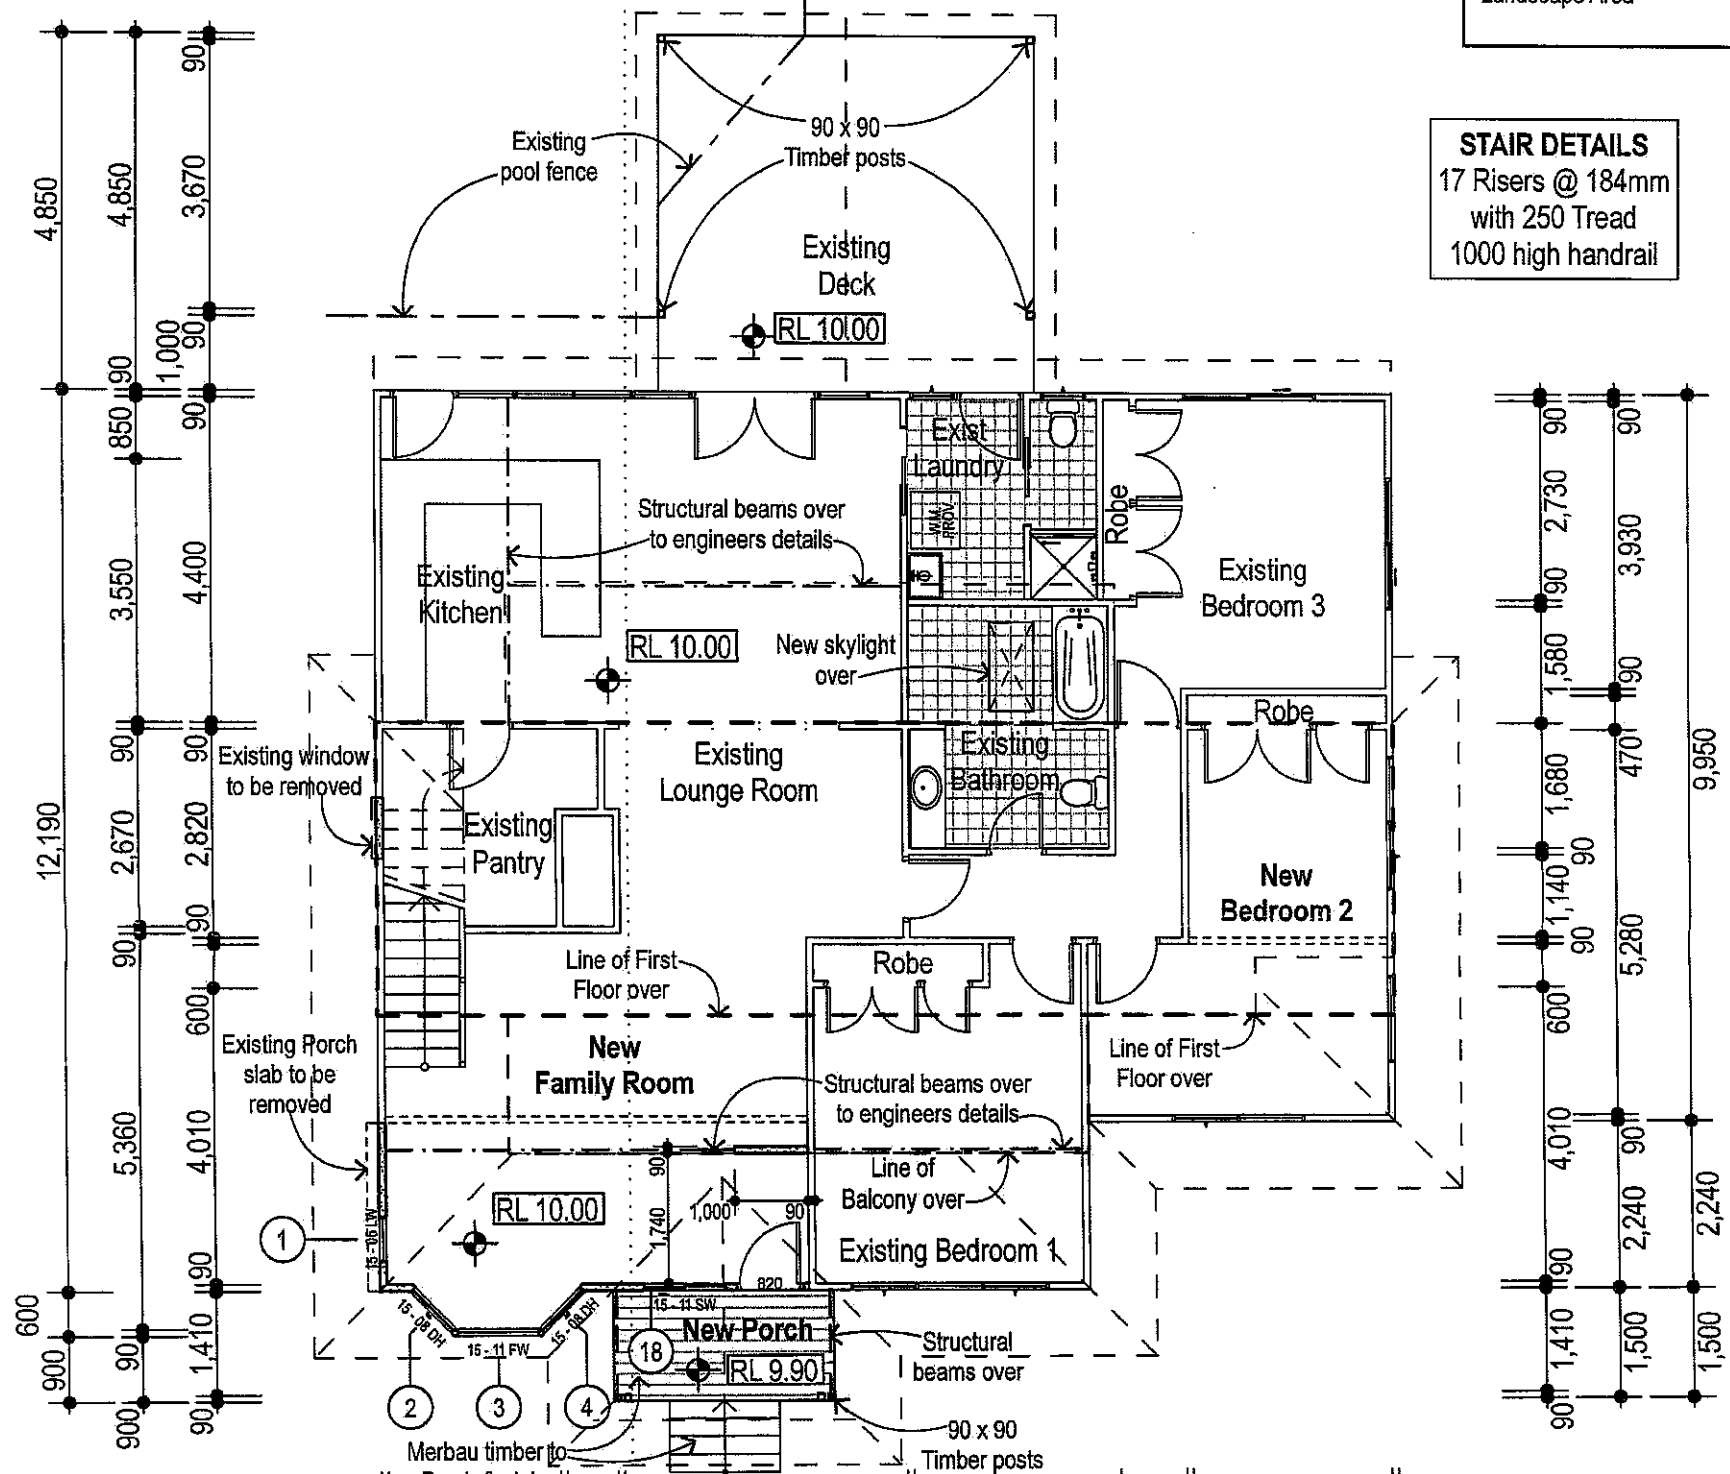 STAIR DETAILS
17 Risers @ 184mm
with 250 Tread
1000 high handrail
90 x 90
Timber posts
Existing
pool fence
Existing
Deck
RL 10.00
4,850
4,850
90
3,670
90
1,000
90
850
90
4,400
3,550
12,190
90
90
2,670
2,820
90
90
600
5,360
4,010
90
600
90
1,410
900
900
90
Exist
Laundry
W.M.
PROV.
Robe
Structural beams over
to engineers details
Existing
Kitchen
Existing
Bedroom 3
RL 10.00
New skylight
over
Robe
Existing window
to be removed
Existing
Lounge Room
Existing
Bathroom
Existing
Pantry
New
Bedroom 2
Line of First
Floor over
Robe
Existing Porch
slab to be
removed
New
Family Room
Structural beams over
to engineers details
Line of First
Floor over
Line of
Balcony over
90
1,740
1,000
90
RL 10.00
Existing Bedroom 1
820
1
15 - 06 LW
15 - 08 DH
15 - 11 FW
15 - 08 DH
15 - 11 SW
New Porch
RL 9.90
18
2
3
4
Structural
beams over
90 x 90
Timber posts
Merbau timber to
90
90
2,730
3,930
90
1,580
90
470
9,950
1,680
90
1,140
90
5,280
600
4,010
90
2,240
2,240
90
1,410
1,500
1,500
90